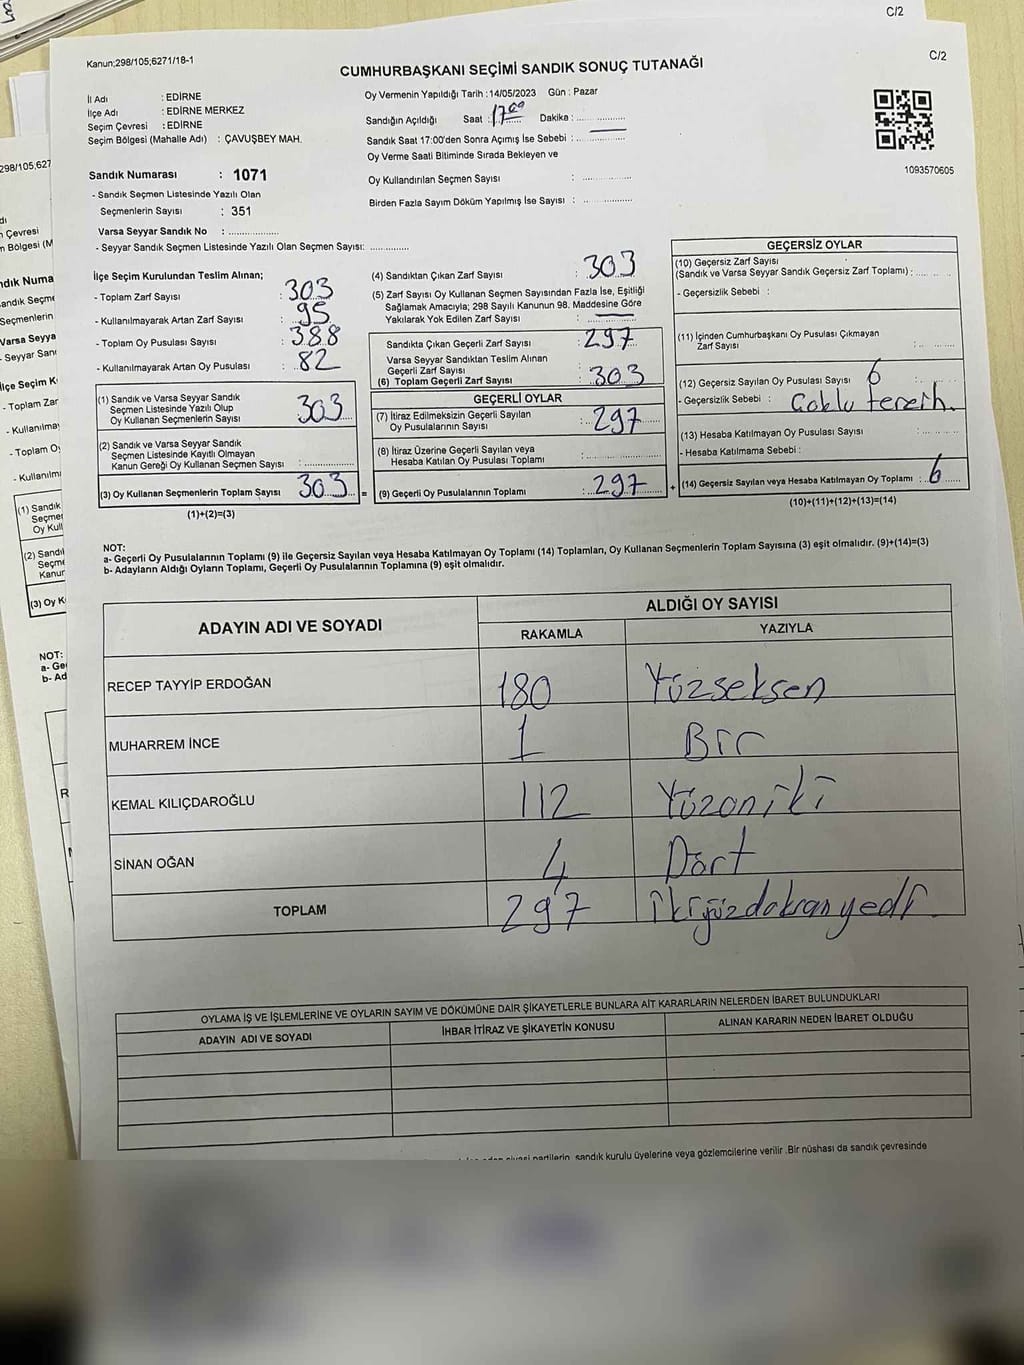 C/2
Kanun;298/105;6271/18-1
CUMHURBAŞKANI SEÇİMİ SANDIK SONUÇ TUTANAĞI
C/2
İl Adı : EDİRNE
İlçe Adı : EDİRNE MERKEZ
Seçim Çevresi : EDİRNE
Seçim Bölgesi (Mahalle Adı) : ÇAVUŞBEY MAH.
Oy Vermenin Yapıldığı Tarih :14/05/2023 Gün : Pazar
Sandığın Açıldığı Saat : 17.00 Dakika :
Sandık Saat 17:00'den Sonra Açımış İse Sebebi :
Oy Verme Saati Bitiminde Sırada Bekleyen ve
Oy Kullandırılan Seçmen Sayısı :
Birden Fazla Sayım Döküm Yapılmış İse Sayısı :
1093570605
Sandık Numarası : 1071
- Sandık Seçmen Listesinde Yazılı Olan
Seçmenlerin Sayısı : 351
Varsa Seyyar Sandık No :
- Seyyar Sandık Seçmen Listesinde Yazılı Olan Seçmen Sayısı:
İlçe Seçim Kurulundan Teslim Alınan;
- Toplam Zarf Sayısı : 303
- Kullanılmayarak Artan Zarf Sayısı : 95
- Toplam Oy Pusulası Sayısı : 388
- Kullanılmayarak Artan Oy Pusulası : 82
(1) Sandık ve Varsa Seyyar Sandık
Seçmen Listesinde Yazılı Olup
Oy Kullanan Seçmenlerin Sayısı : 303
(2) Sandık ve Varsa Seyyar Sandık
Seçmen Listesinde Kayıtlı Olmayan
Kanun Gereği Oy Kullanan Seçmen Sayısı :
(3) Oy Kullanan Seçmenlerin Toplam Sayısı 303 =
(1)+(2)=(3)
(4) Sandıktan Çıkan Zarf Sayısı : 303
(5) Zarf Sayısı Oy Kullanan Seçmen Sayısından Fazla İse, Eşitliği
Sağlamak Amacıyla; 298 Sayılı Kanunun 98. Maddesine Göre
Yakılarak Yok Edilen Zarf Sayısı :
Sandıkta Çıkan Geçerli Zarf Sayısı : 297
Varsa Seyyar Sandıktan Teslim Alınan
Geçerli Zarf Sayısı :
(6) Toplam Geçerli Zarf Sayısı : 303
GEÇERLİ OYLAR
(7) İtiraz Edilmeksizin Geçerli Sayılan
Oy Pusulalarının Sayısı : 297
(8) İtiraz Üzerine Geçerli Sayılan veya
Hesaba Katılan Oy Pusulası Toplamı :
(9) Geçerli Oy Pusulalarının Toplamı : 297 +
GEÇERSİZ OYLAR
(10) Geçersiz Zarf Sayısı
(Sandık ve Varsa Seyyar Sandık Geçersiz Zarf Toplamı) :
- Geçersizlik Sebebi :
(11) İçinden Cumhurbaşkanı Oy Pusulası Çıkmayan
Zarf Sayısı :
(12) Geçersiz Sayılan Oy Pusulası Sayısı 6 :
- Geçersizlik Sebebi : Çoklu tercih.
(13) Hesaba Katılmayan Oy Pusulası Sayısı :
- Hesaba Katılmama Sebebi :
(14) Geçersiz Sayılan veya Hesaba Katılmayan Oy Toplamı : 6
(10)+(11)+(12)+(13)=(14)
NOT:
a- Geçerli Oy Pusulalarının Toplamı (9) ile Geçersiz Sayılan veya Hesaba Katılmayan Oy Toplamı (14) Toplamları, Oy Kullanan Seçmenlerin Toplam Sayısına (3) eşit olmalıdır. (9)+(14)=(3)
b- Adayların Aldığı Oyların Toplamı, Geçerli Oy Pusulalarının Toplamına (9) eşit olmalıdır.
ADAYIN ADI VE SOYADI ALDIĞI OY SAYISI
RAKAMLA YAZIYLA
RECEP TAYYİP ERDOĞAN 180 Yüzseksen
MUHARREM İNCE 1 Bir
KEMAL KILIÇDAROĞLU 112 Yüzoniki
SİNAN OĞAN 4 Dört
TOPLAM 297 ikiyüzdoksanyedi.
OYLAMA İŞ VE İŞLEMLERİNE VE OYLARIN SAYIM VE DÖKÜMÜNE DAİR ŞİKAYETLERLE BUNLARA AİT KARARLARIN NELERDEN İBARET BULUNDUKLARI
ADAYIN ADI VE SOYADI İHBAR İTİRAZ VE ŞİKAYETİN KONUSU ALINAN KARARIN NEDEN İBARET OLDUĞU
partilerin, sandık kurulu üyelerine veya gözlemcilerine verilir .Bir nüshası da sandık çevresinde